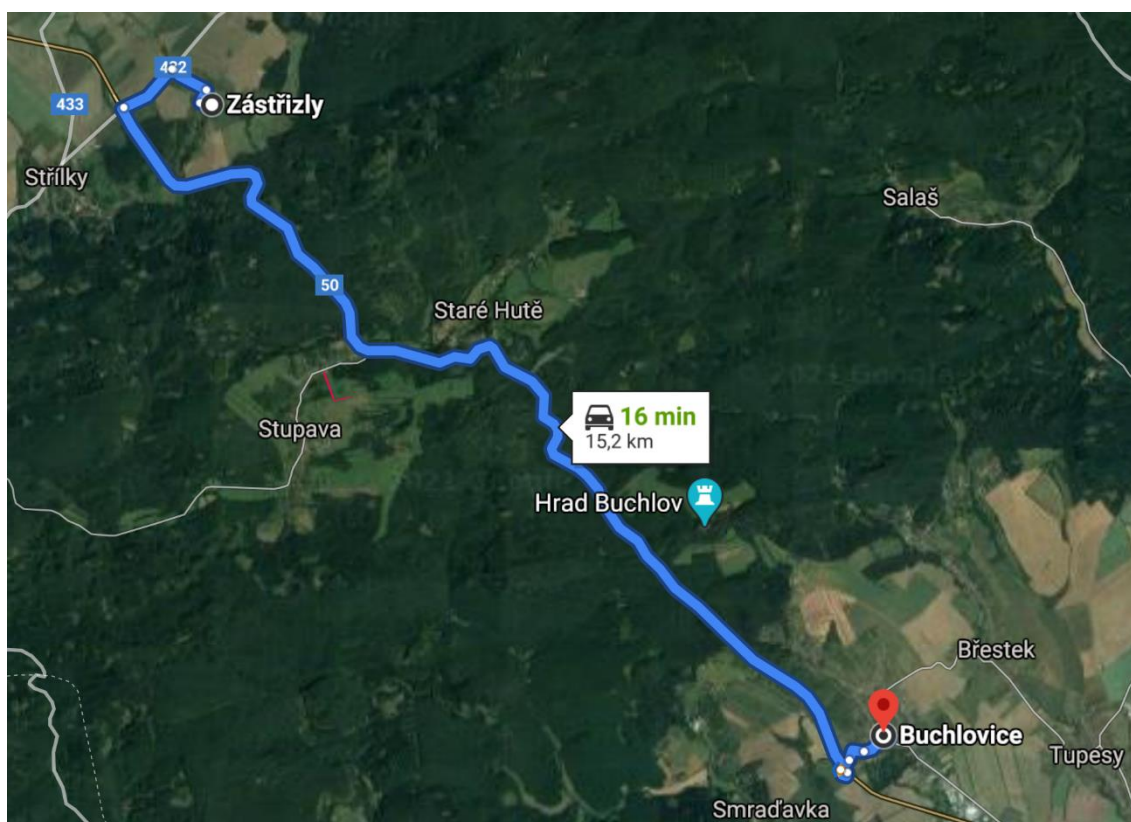 432
Zástřizly
433
Střílky
Salaš
50
Staré Hutě
16 min
15,2 km
Stupava
Hrad Buchlov
Břestek
Buchlovice
Tupesy
Smraďavka